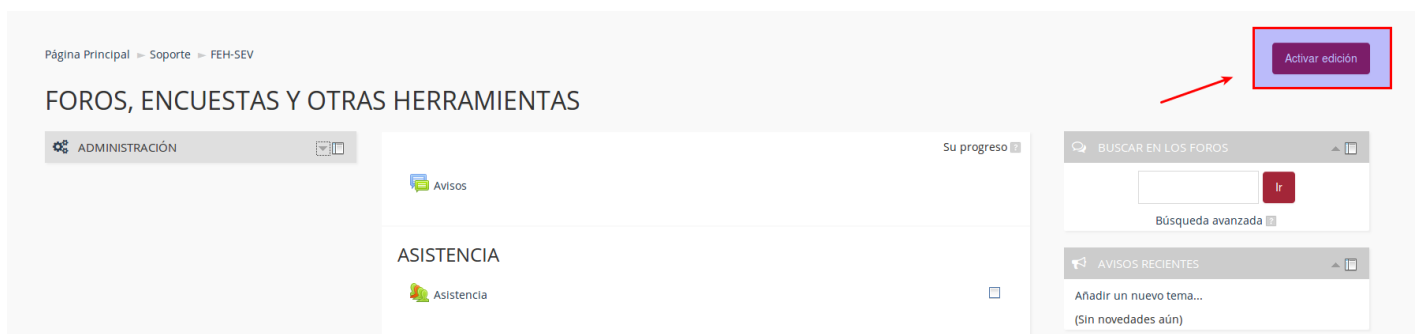 Página Principal ► Soporte ► FEH-SEV
Activar edición
FOROS, ENCUESTAS Y OTRAS HERRAMIENTAS
ADMINISTRACIÓN
Su progreso
Avisos
ASISTENCIA
Asistencia
BUSCAR EN LOS FOROS
Ir
Búsqueda avanzada
AVISOS RECIENTES
Añadir un nuevo tema...
(Sin novedades aún)